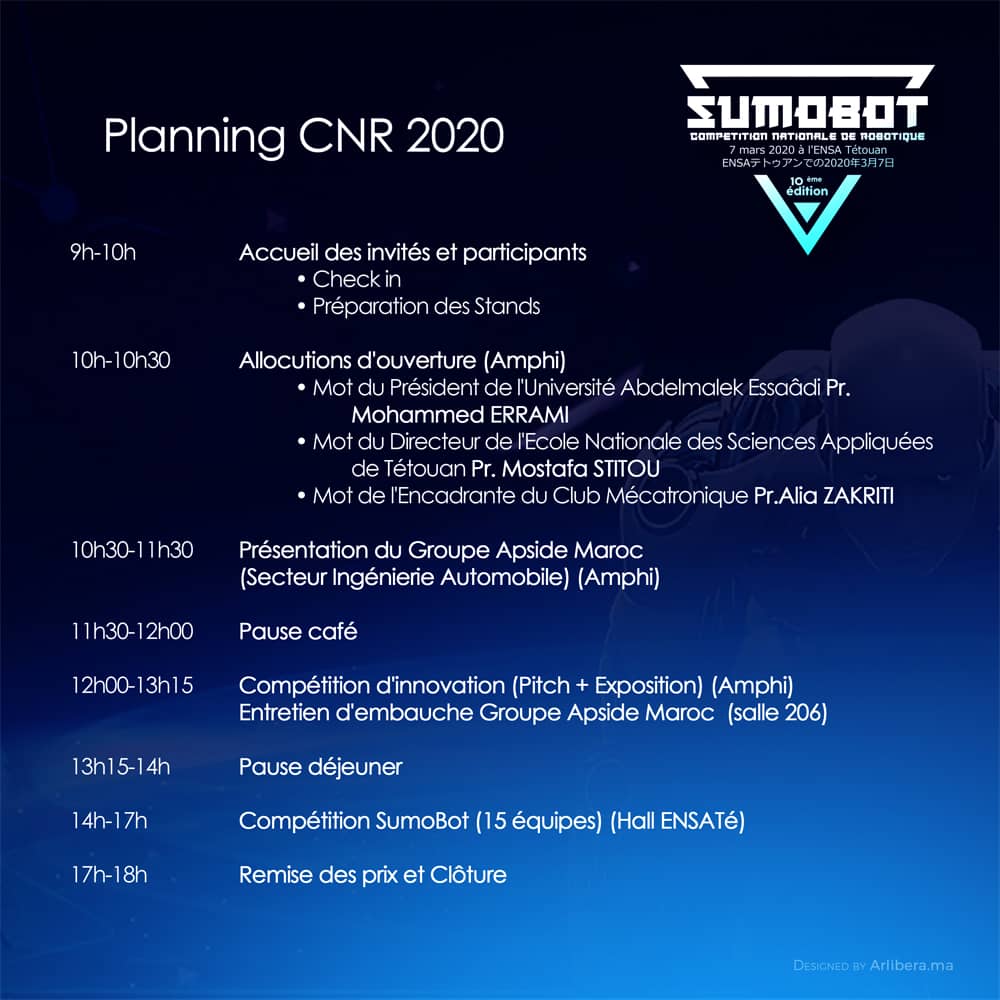 Planning CNR 2020
SUMOBOT
COMPETITION NATIONALE DE ROBOTIQUE
7 mars 2020 à l'ENSA Tétouan
ENSAテトゥアンでの2020年3月7日
10 ème
édition
9h-10h Accueil des invités et participants
• Check in
• Préparation des Stands
10h-10h30 Allocutions d'ouverture (Amphi)
• Mot du Président de l'Université Abdelmalek Essaâdi Pr.
Mohammed ERRAMI
• Mot du Directeur de l'Ecole Nationale des Sciences Appliquées
de Tétouan Pr. Mostafa STITOU
• Mot de l'Encadrante du Club Mécatronique Pr.Alia ZAKRITI
10h30-11h30 Présentation du Groupe Apside Maroc
(Secteur Ingénierie Automobile) (Amphi)
11h30-12h00 Pause café
12h00-13h15 Compétition d'innovation (Pitch + Exposition) (Amphi)
Entretien d'embauche Groupe Apside Maroc (salle 206)
13h15-14h Pause déjeuner
14h-17h Compétition SumoBot (15 équipes) (Hall ENSATé)
17h-18h Remise des prix et Clôture
DESIGNED BY Arlibera.ma